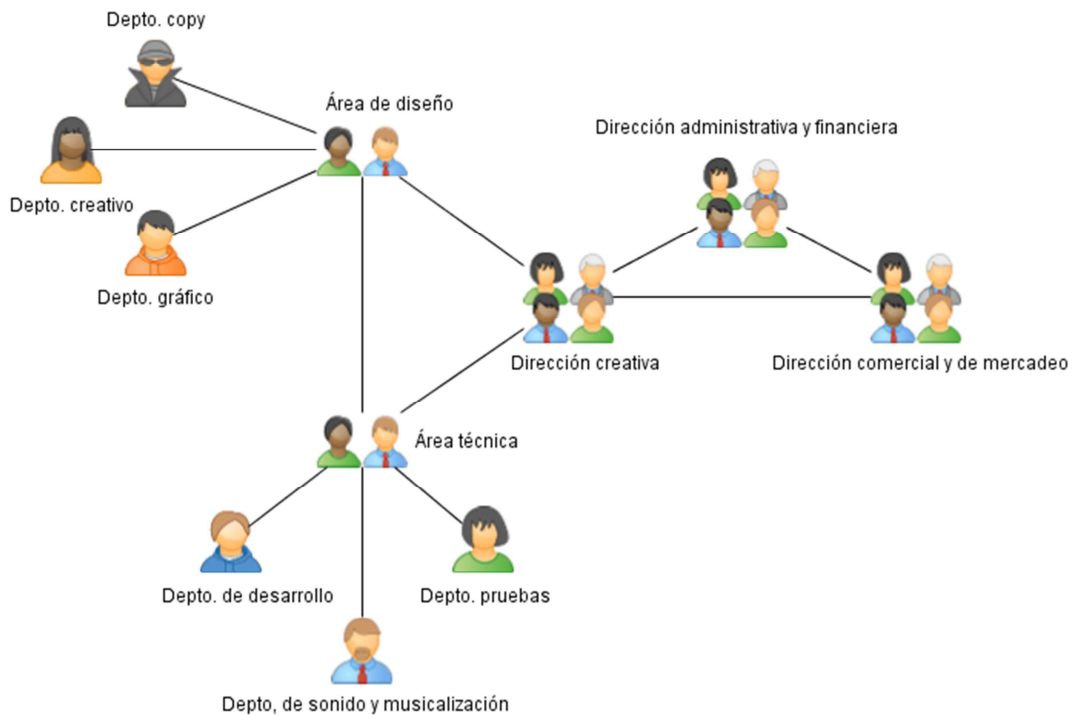 Depto. copy
Área de diseño
Dirección administrativa y financiera
Depto. creativo
Depto. gráfico
Dirección creativa
Dirección comercial y de mercadeo
Área técnica
Depto. de desarrollo
Depto. pruebas
Depto, de sonido y musicalización